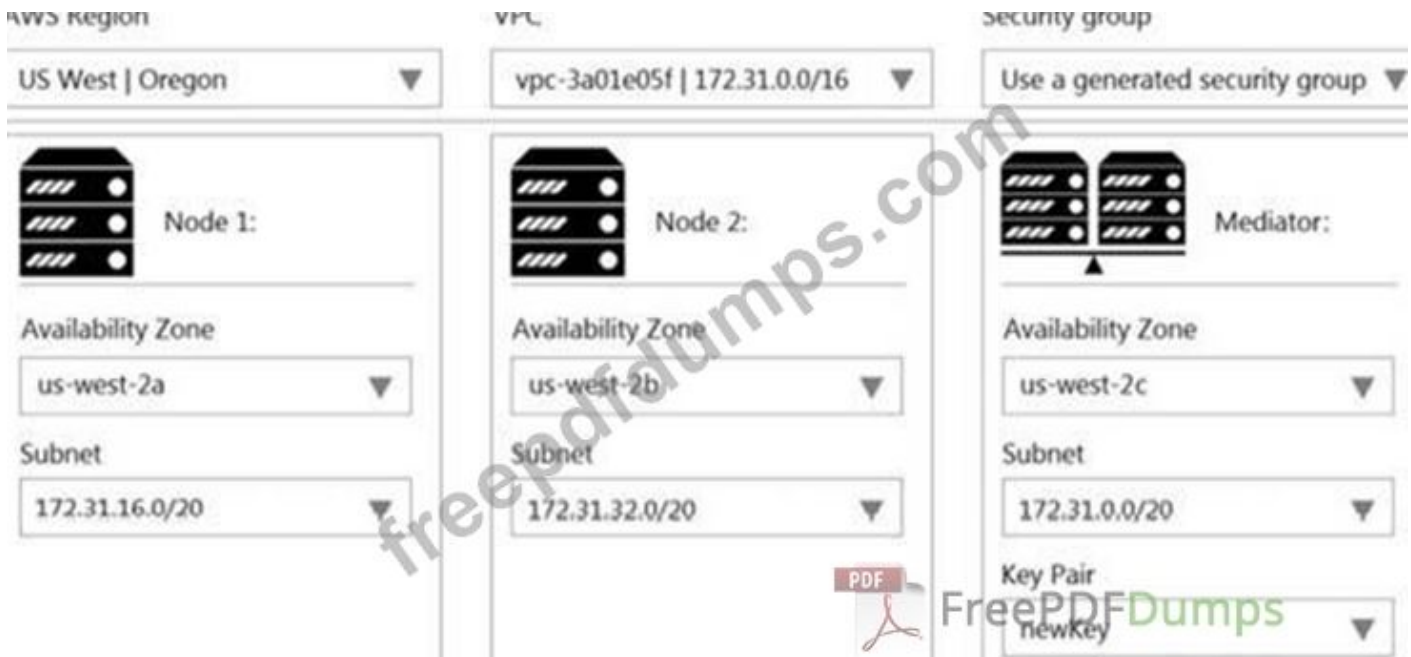 AWS Region
VPC
Security group
US West | Oregon
vpc-3a01e05f | 172.31.0.0/16
Use a generated security group
Node 1:
Node 2:
Mediator:
Availability Zone
Availability Zone
Availability Zone
us-west-2a
us-west-2b
us-west-2c
Subnet
Subnet
Subnet
172.31.16.0/20
172.31.32.0/20
172.31.0.0/20
Key Pair
newKey
freepdfdumps.com
PDF
FreePDFDumps